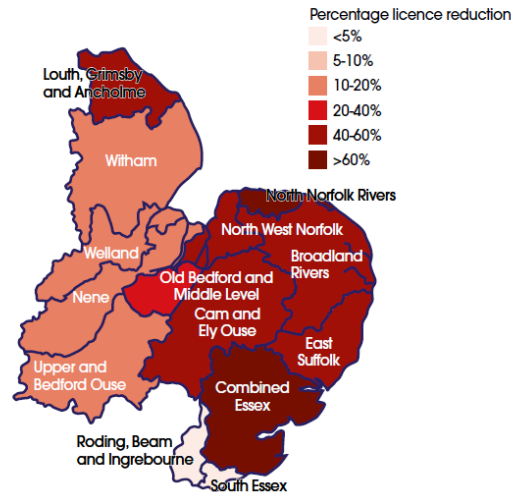 Percentage licence reduction
<5%
5-10%
10-20%
20-40%
40-60%
>60%
Louth, Grimsby
and Ancholme
Witham
North Norfolk Rivers
North West Norfolk
Welland
Broadland
Rivers
Old Bedford and
Middle Level
Nene
Cam and
Ely Ouse
East
Suffolk
Upper and
Bedford Ouse
Combined
Essex
Roding, Beam
and Ingrebourne
South Essex